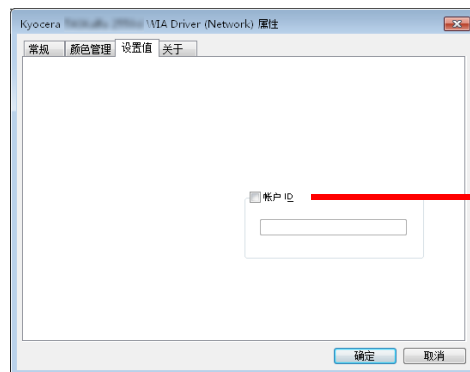 Kyocera WIA Driver (Network) 属性
常规 颜色管理 设置值 关于
帐户 ID
确定 取消